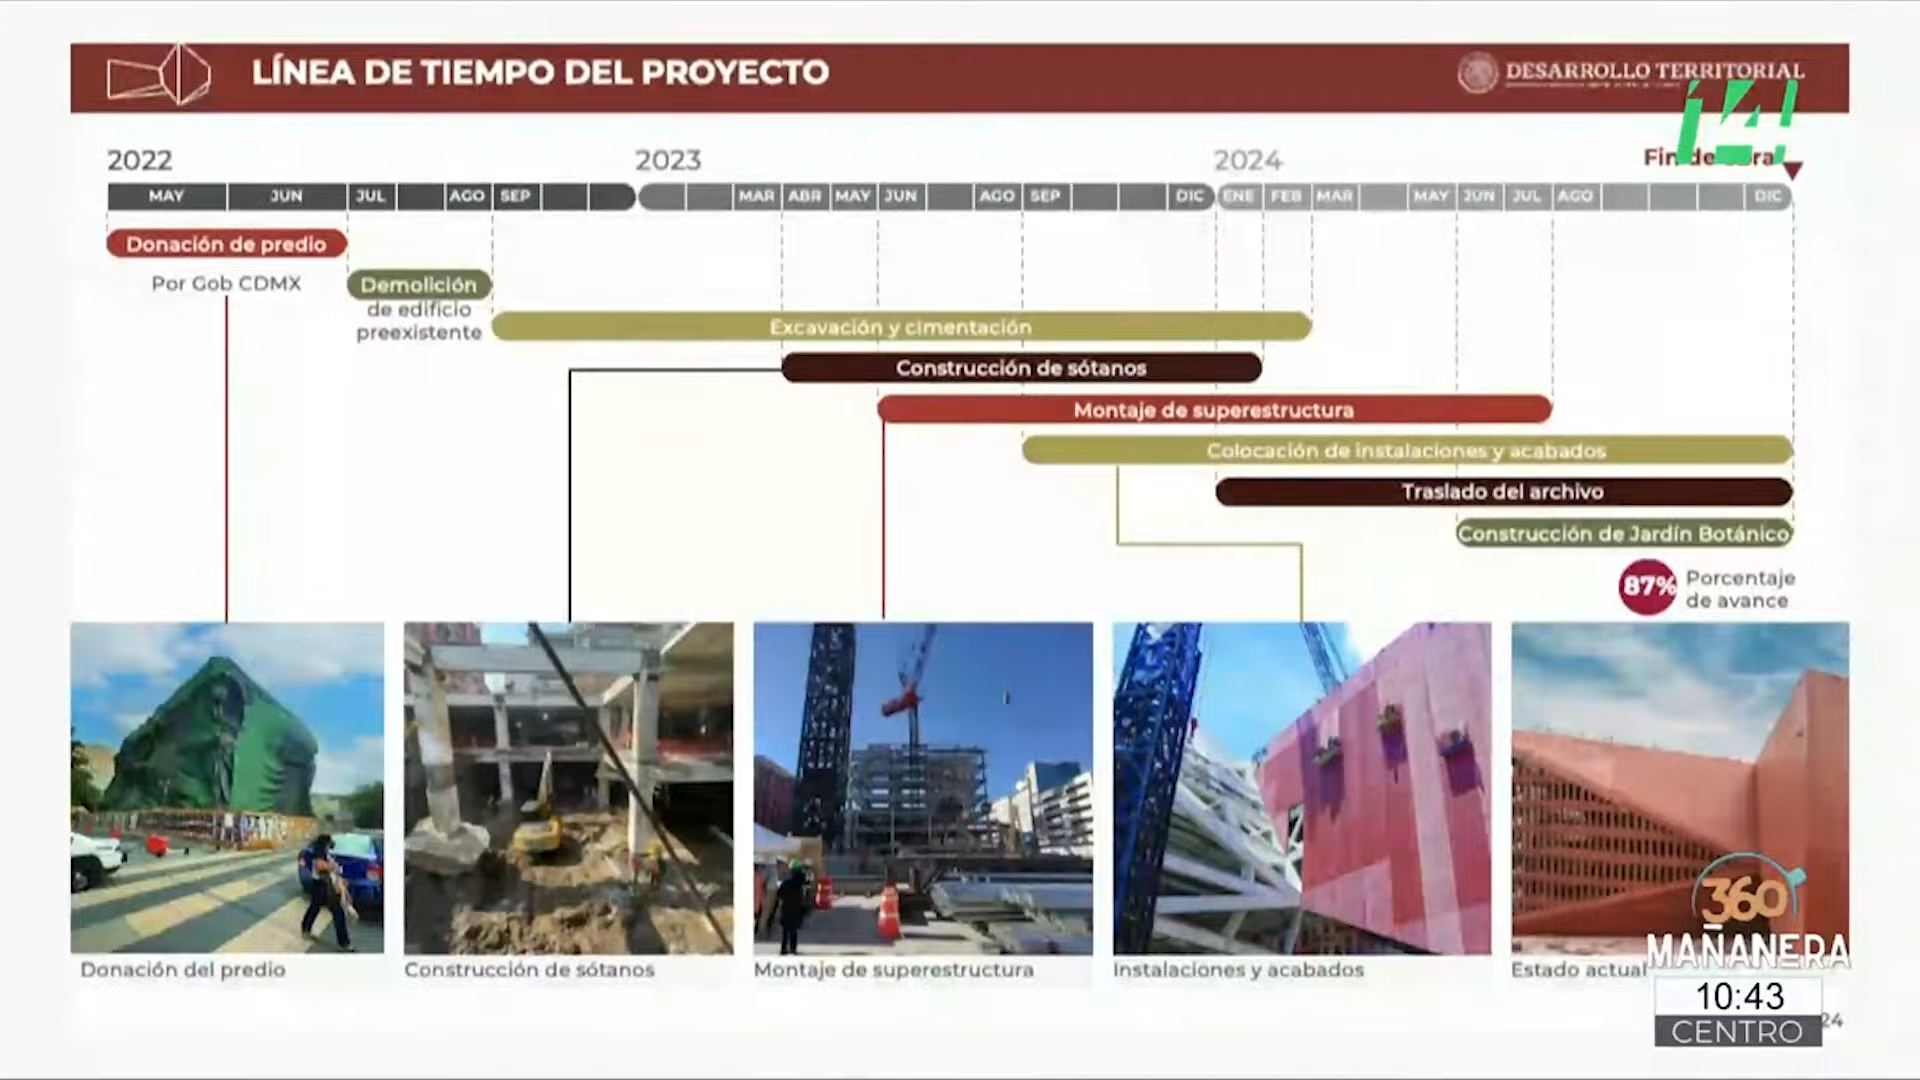 LÍNEA DE TIEMPO DEL PROYECTO
DESARROLLO TERRITORIAL
14!
2022
2023
2024
Fin de obra
MAY JUN JUL AGO SEP MAR ABR MAY JUN AGO SEP DIC ENE FEB MAR MAY JUN JUL AGO DIC
Donación de predio
Por Gob CDMX
Demolición
de edificio
preexistente
Excavación y cimentación
Construcción de sótanos
Montaje de superestructura
Colocación de instalaciones y acabados
Traslado del archivo
Construcción de Jardín Botánico
87%
Porcentaje
de avance
Donación del predio
Construcción de sótanos
Montaje de superestructura
Instalaciones y acabados
Estado actual
360°
MAÑANERA
10:43
CENTRO
24